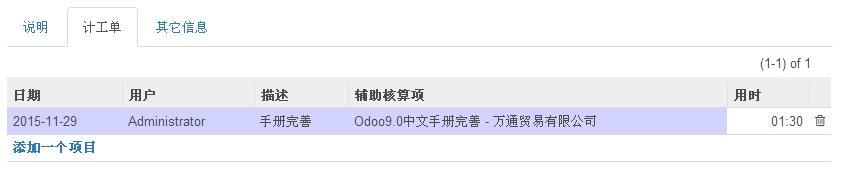 说明 计工单 其它信息
(1-1) of 1
日期 用户 描述 辅助核算项 用时
2015-11-29 Administrator 手册完善 Odoo9.0中文手册完善 - 万通贸易有限公司 01:30
添加一个项目